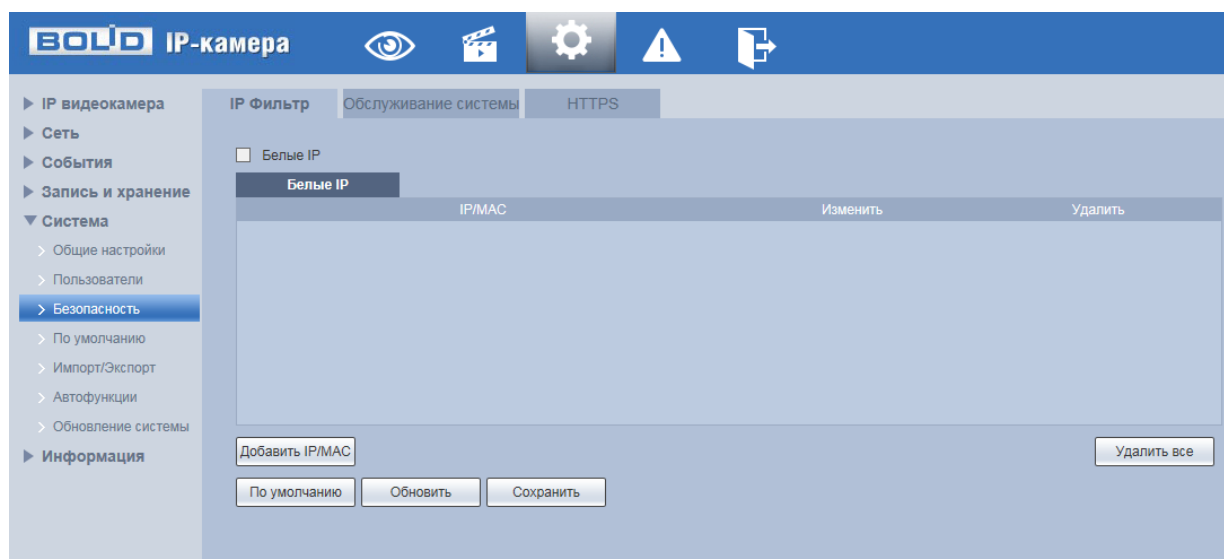 BOLID IP-камера
IP видеокамера
Сеть
События
Запись и хранение
Система
Общие настройки
Пользователи
Безопасность
По умолчанию
Импорт/Экспорт
Автофункции
Обновление системы
Информация
IP Фильтр Обслуживание системы HTTPS
Белые IP
Белые IP
IP/MAC Изменить Удалить
Добавить IP/MAC Удалить все
По умолчанию Обновить Сохранить